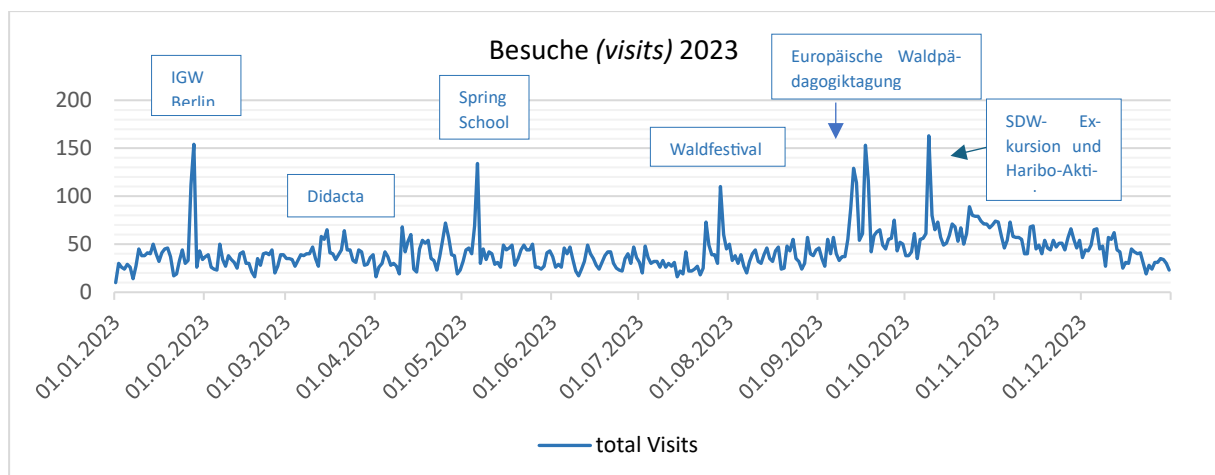 Besuche (visits) 2023
IGW
Berlin
Didacta
Spring
School
Waldfestival
Europäische Waldpä-
dagogiktagung
SDW- Ex-
kursion und
Haribo-Akti-
200
150
100
50
0
01.01.2023
01.02.2023
01.03.2023
01.04.2023
01.05.2023
01.06.2023
01.07.2023
01.08.2023
01.09.2023
01.10.2023
01.11.2023
01.12.2023
total Visits